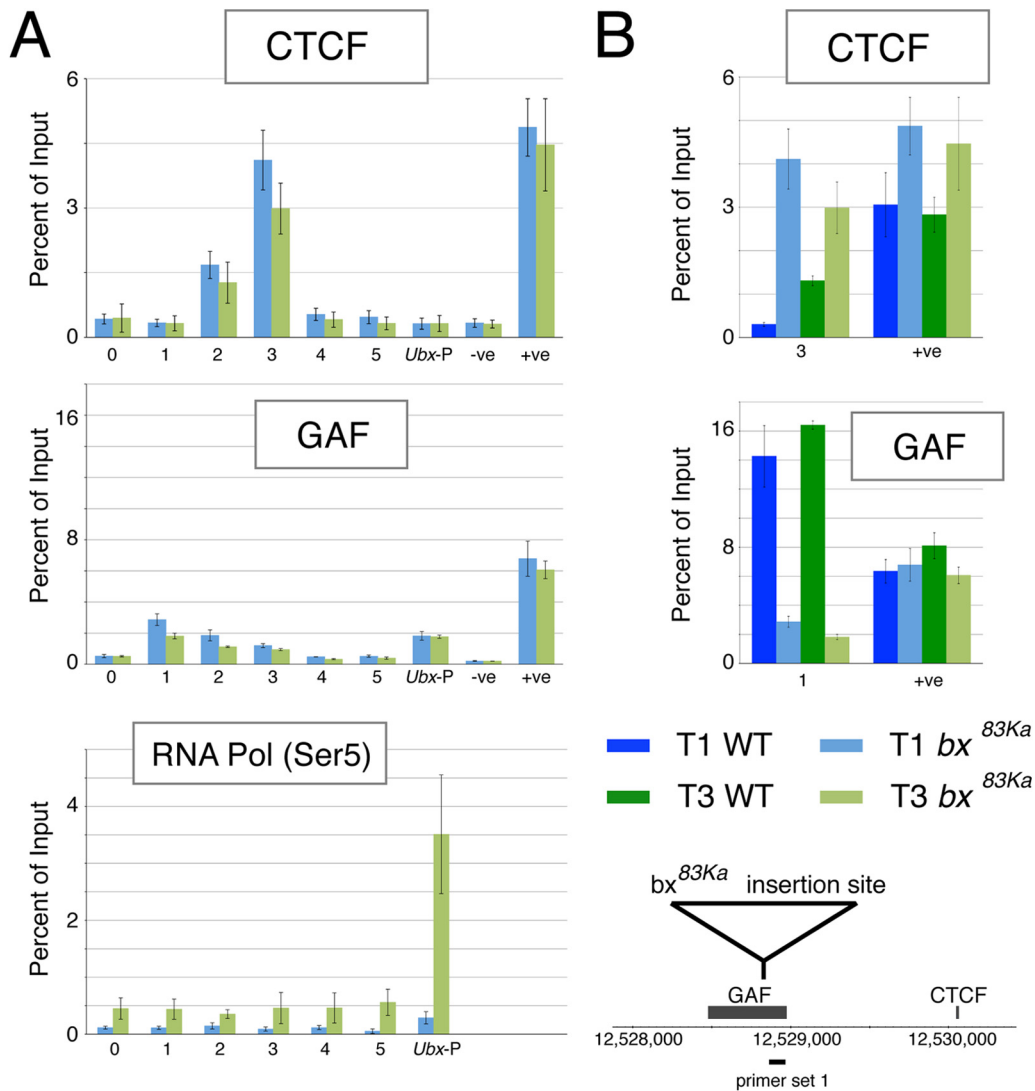 A
CTCF
Percent of Input
6
3
0
0 1 2 3 4 5 Ubx-P -ve +ve
GAF
Percent of Input
16
8
0
0 1 2 3 4 5 Ubx-P -ve +ve
RNA Pol (Ser5)
Percent of Input
4
2
0
0 1 2 3 4 5 Ubx-P
B
CTCF
Percent of Input
6
3
0
3 +ve
GAF
Percent of Input
16
8
0
1 +ve
T1 WT T1 bx 83Ka
T3 WT T3 bx 83Ka
bx83Ka insertion site
GAF CTCF
12,528,000 12,529,000 12,530,000
primer set 1